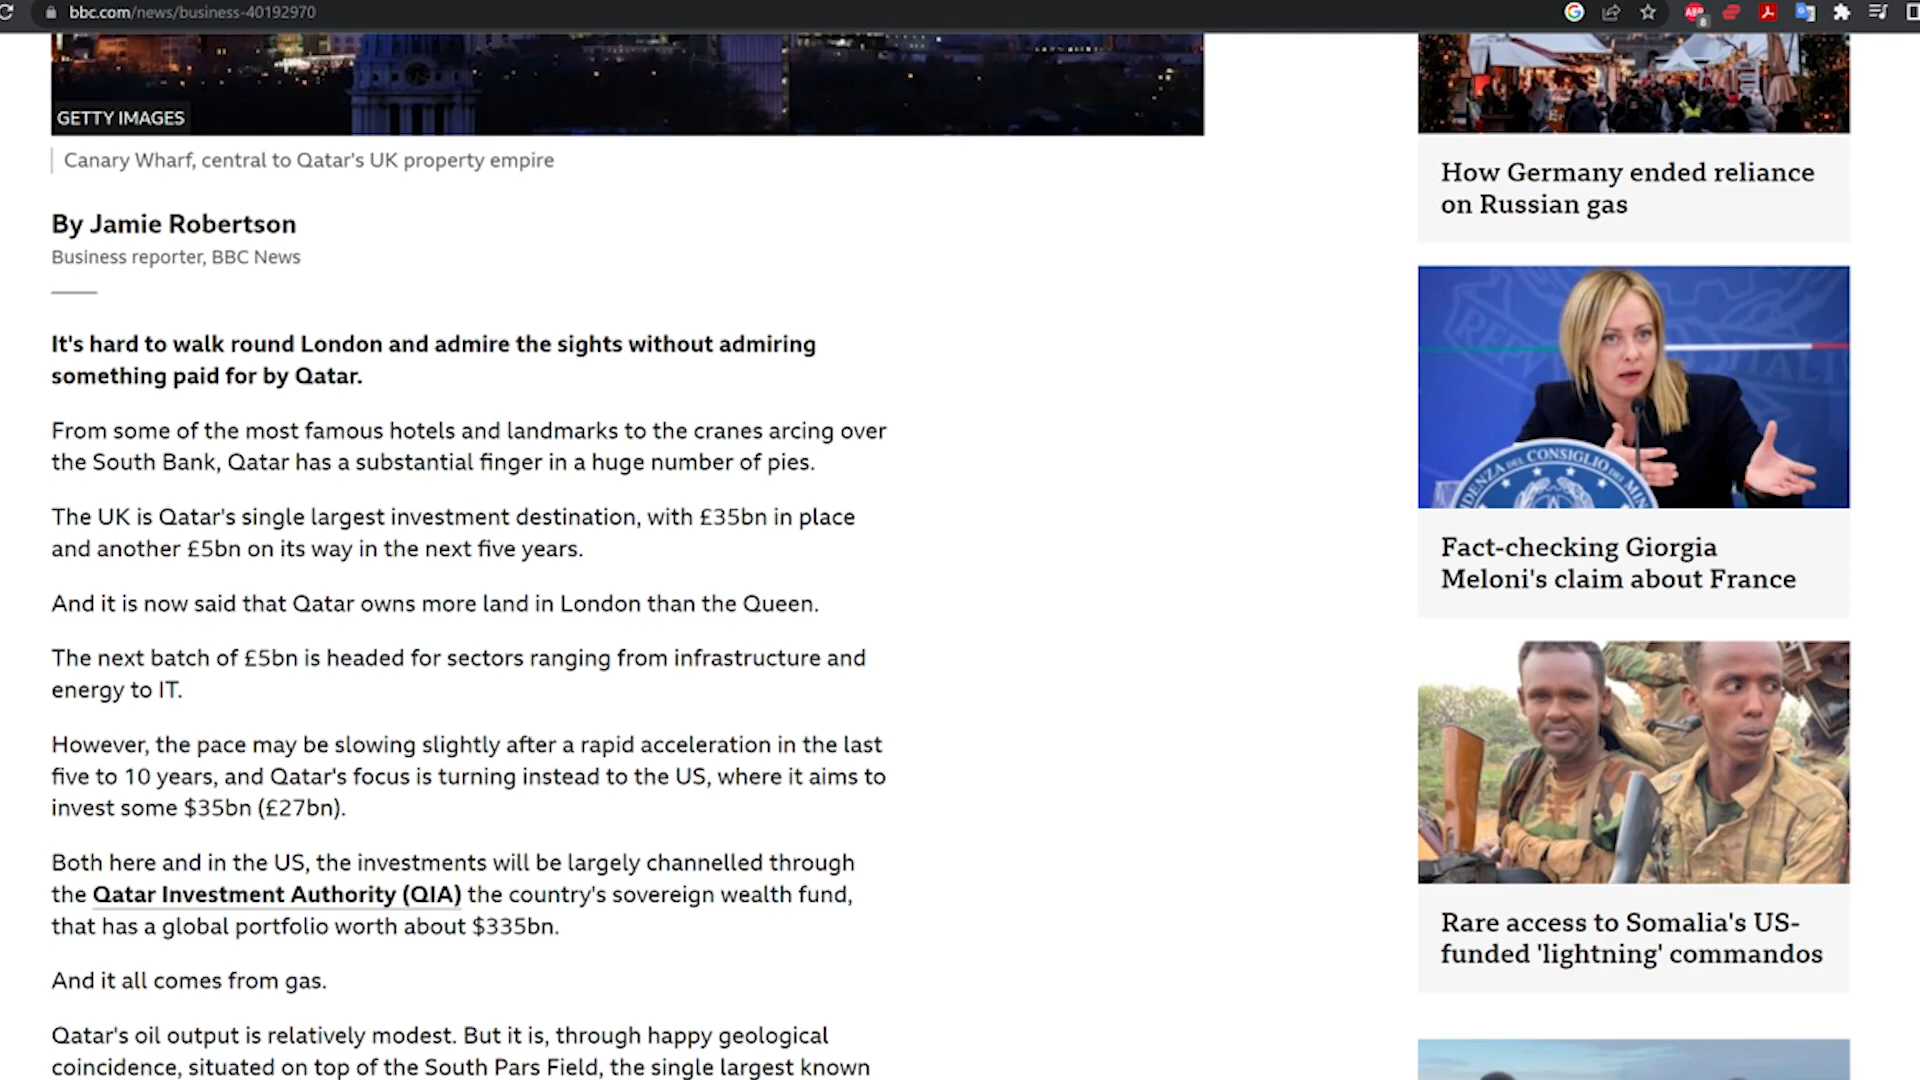 bbc.com/news/business-40192970
8
GETTY IMAGES
Canary Wharf, central to Qatar's UK property empire
By Jamie Robertson
Business reporter, BBC News
It's hard to walk round London and admire the sights without admiring
something paid for by Qatar.
From some of the most famous hotels and landmarks to the cranes arcing over
the South Bank, Qatar has a substantial finger in a huge number of pies.
The UK is Qatar's single largest investment destination, with £35bn in place
and another £5bn on its way in the next five years.
And it is now said that Qatar owns more land in London than the Queen.
The next batch of £5bn is headed for sectors ranging from infrastructure and
energy to IT.
However, the pace may be slowing slightly after a rapid acceleration in the last
five to 10 years, and Qatar's focus is turning instead to the US, where it aims to
invest some $35bn (£27bn).
Both here and in the US, the investments will be largely channelled through
the Qatar Investment Authority (QIA) the country's sovereign wealth fund,
that has a global portfolio worth about $335bn.
And it all comes from gas.
Qatar's oil output is relatively modest. But it is, through happy geological
coincidence, situated on top of the South Pars Field, the single largest known
How Germany ended reliance
on Russian gas
DEL CONSIGLIO DEI
Fact-checking Giorgia
Meloni's claim about France
Rare access to Somalia's US-
funded 'lightning' commandos